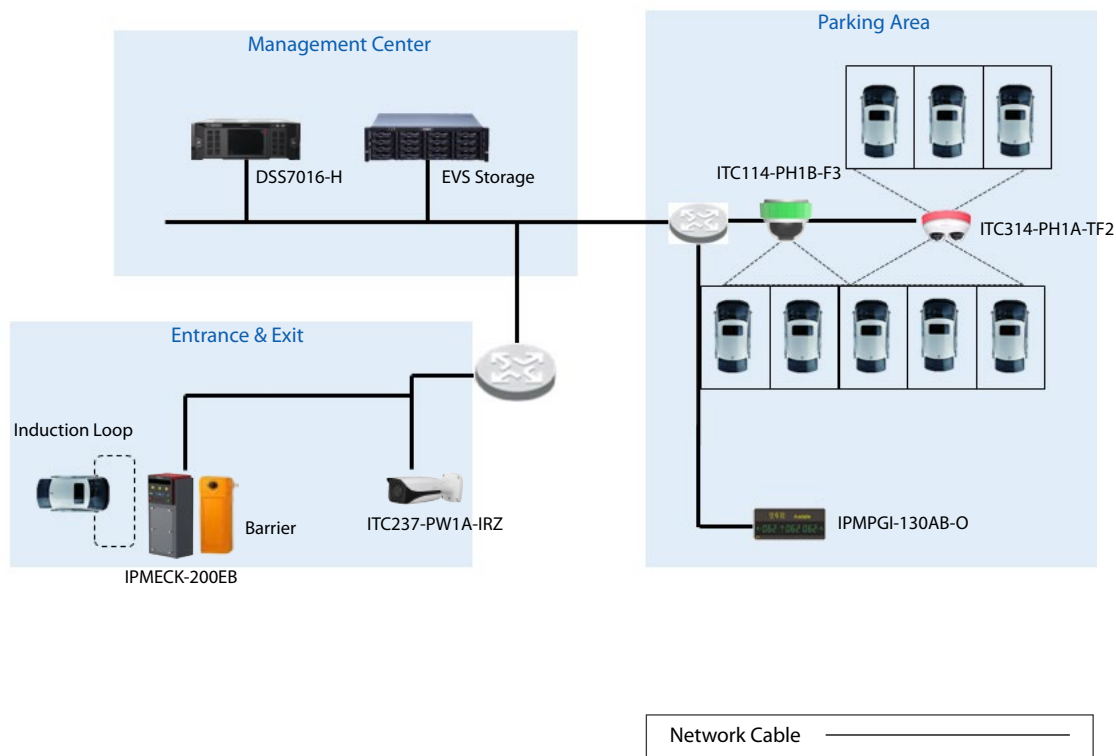 Management Center
Parking Area
DSS7016-H
EVS Storage
ITC114-PH1B-F3
ITC314-PH1A-TF2
Entrance & Exit
Induction Loop
Barrier
ITC237-PW1A-IRZ
IPMECK-200EB
IPMPGI-130AB-O
Network Cable